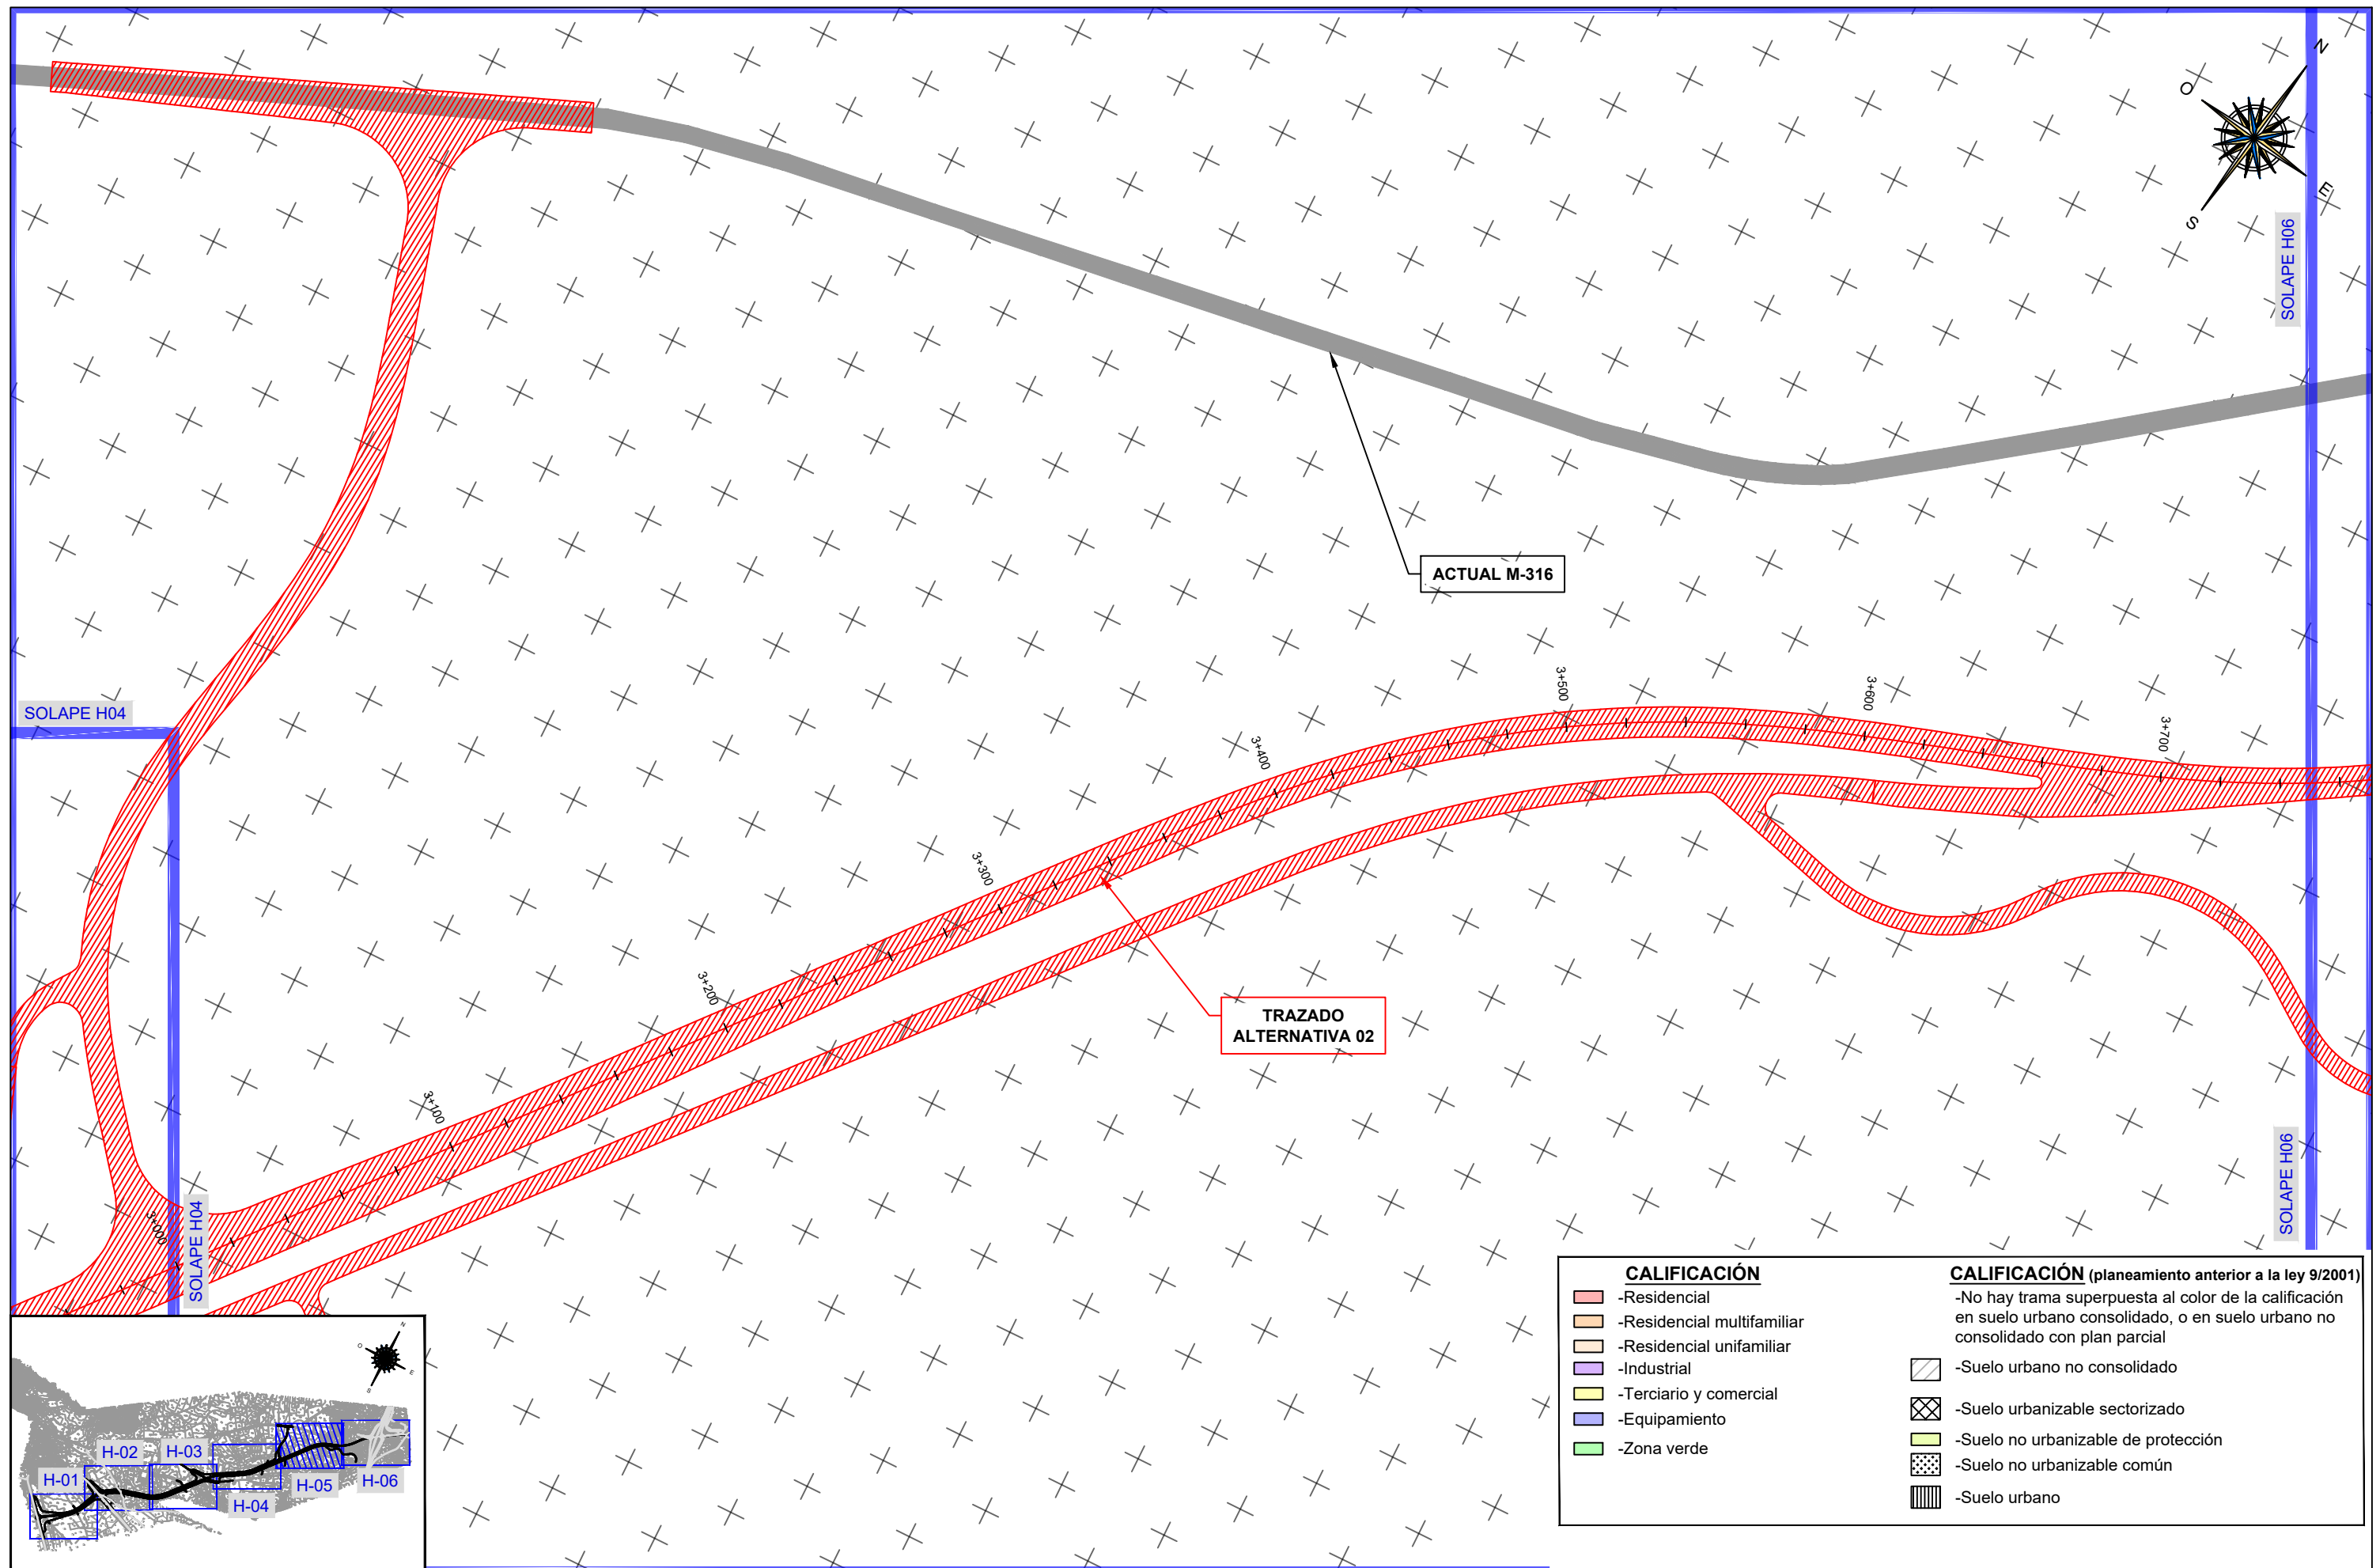 N
O
E
S
SOLAPE H06
ACTUAL M-316
SOLAPE H04
3+500
3+600
3+700
3+400
3+300
3+200
3+100
3+000
TRAZADO
ALTERNATIVA 02
SOLAPE H04
SOLAPE H06
CALIFICACIÓN
-Residencial
-Residencial multifamiliar
-Residencial unifamiliar
-Industrial
-Terciario y comercial
-Equipamiento
-Zona verde
CALIFICACIÓN (planeamiento anterior a la ley 9/2001)
-No hay trama superpuesta al color de la calificación
en suelo urbano consolidado, o en suelo urbano no
consolidado con plan parcial
-Suelo urbano no consolidado
-Suelo urbanizable sectorizado
-Suelo no urbanizable de protección
-Suelo no urbanizable común
-Suelo urbano
N
O
E
S
H-01
H-02
H-03
H-04
H-05
H-06